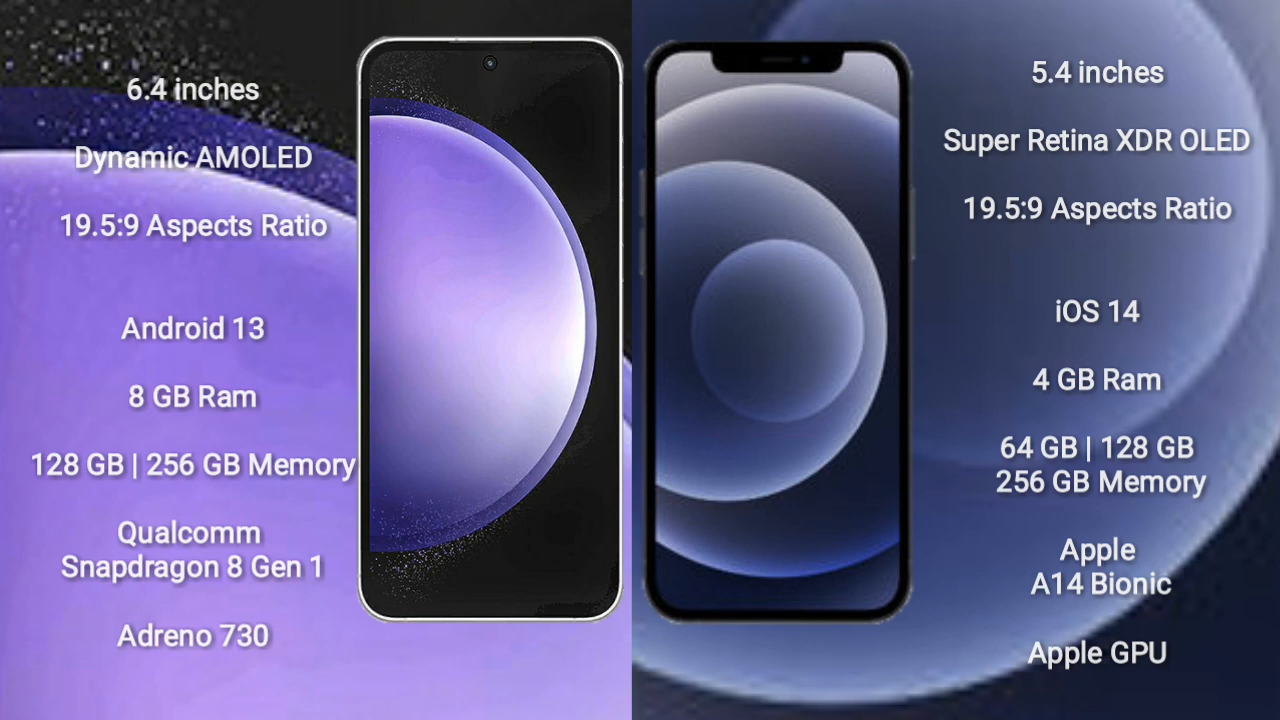 6.4 inches
Dynamic AMOLED
19.5:9 Aspects Ratio
Android 13
8 GB Ram
128 GB | 256 GB Memory
Qualcomm
Snapdragon 8 Gen 1
Adreno 730
5.4 inches
Super Retina XDR OLED
19.5:9 Aspects Ratio
iOS 14
4 GB Ram
64 GB | 128 GB
256 GB Memory
Apple
A14 Bionic
Apple GPU